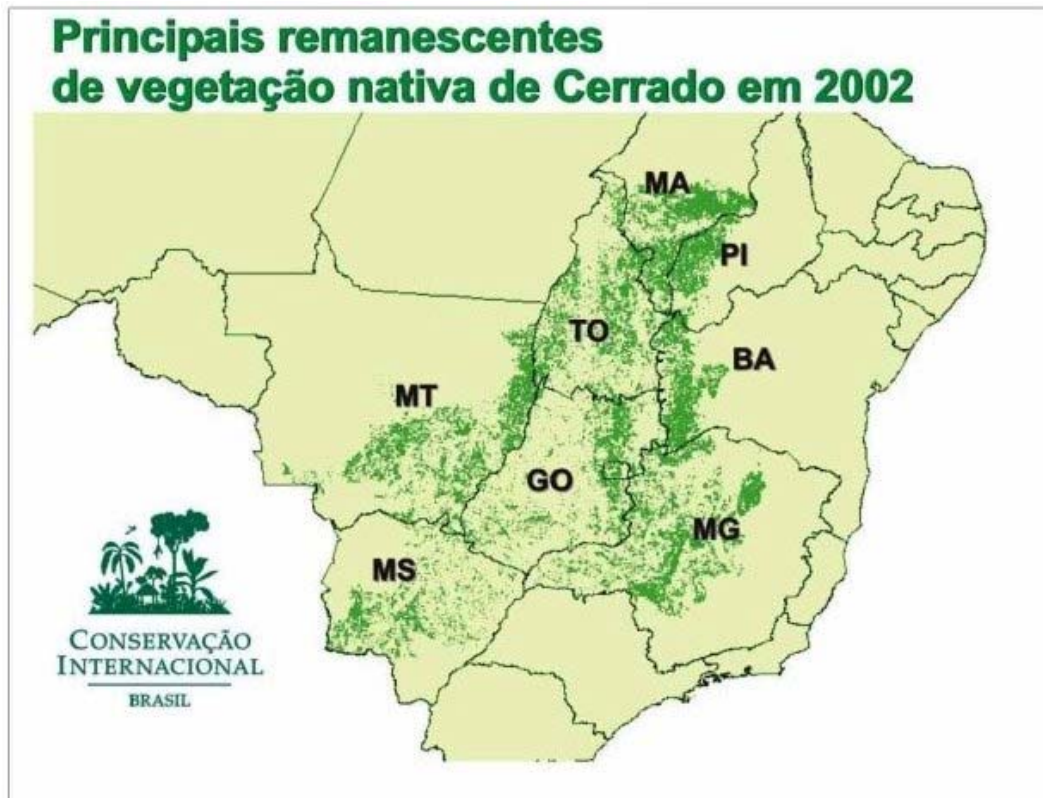 Principais remanescentes
de vegetação nativa de Cerrado em 2002
MA
PI
TO
BA
MT
GO
MG
MS
CONSERVAÇÃO
INTERNACIONAL
BRASIL